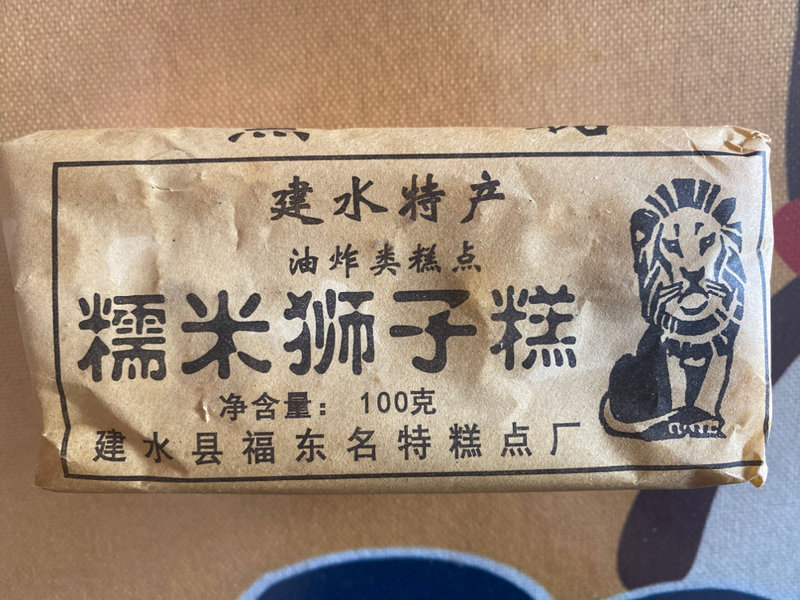 建水特产
油炸类糕点
糯米狮子糕
净含量： 100克
建水县福东名特糕点厂